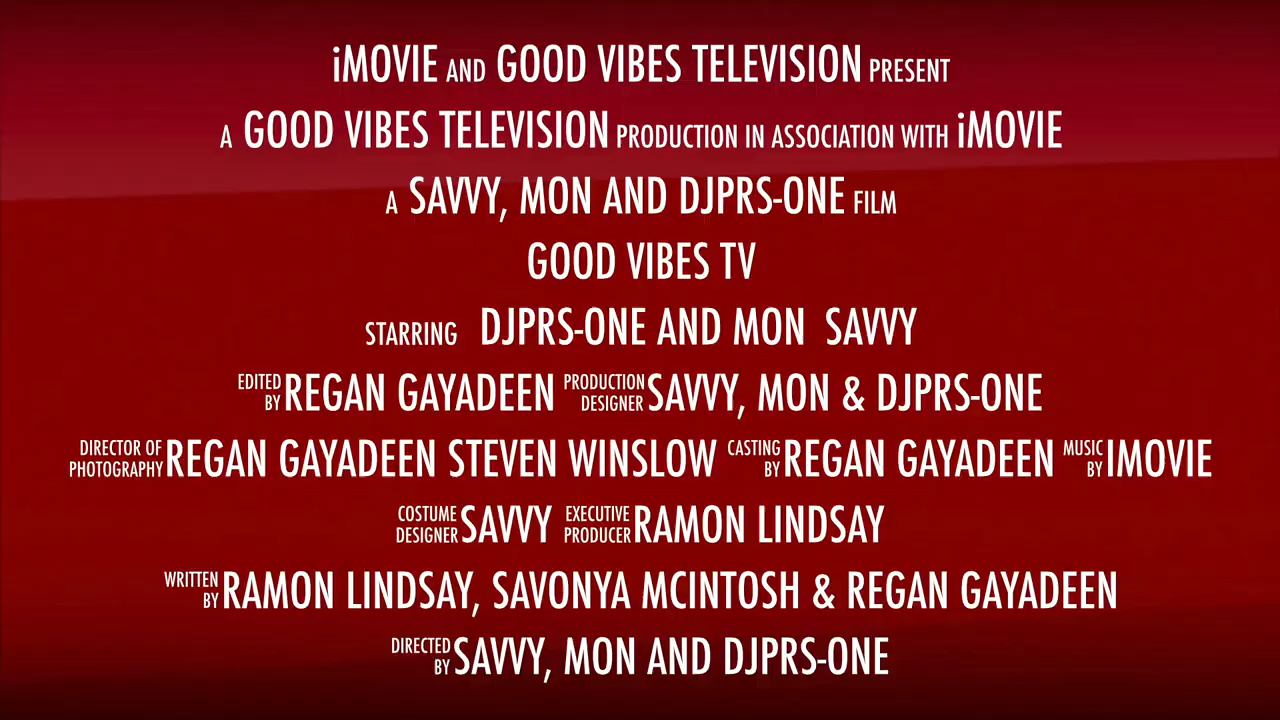 iMOVIE AND GOOD VIBES TELEVISION PRESENT
A GOOD VIBES TELEVISION PRODUCTION IN ASSOCIATION WITH iMOVIE
A SAVVY, MON AND DJPRS-ONE FILM
GOOD VIBES TV
STARRING DJPRS-ONE AND MON SAVVY
EDITED BY REGAN GAYADEEN PRODUCTION DESIGNER SAVVY, MON & DJPRS-ONE
DIRECTOR OF PHOTOGRAPHY REGAN GAYADEEN STEVEN WINSLOW CASTING BY REGAN GAYADEEN MUSIC BY IMOVIE
COSTUME DESIGNER SAVVY EXECUTIVE PRODUCER RAMON LINDSAY
WRITTEN BY RAMON LINDSAY, SAVONYA MCINTOSH & REGAN GAYADEEN
DIRECTED BY SAVVY, MON AND DJPRS-ONE